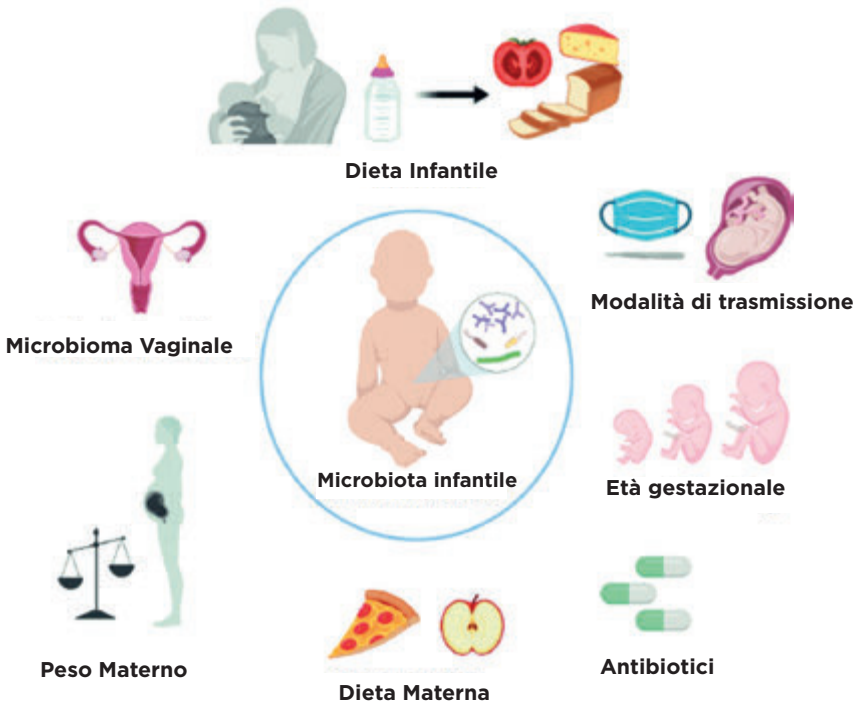 Dieta Infantile
Modalità di trasmissione
Microbioma Vaginale
Microbiota infantile
Età gestazionale
Peso Materno
Antibiotici
Dieta Materna